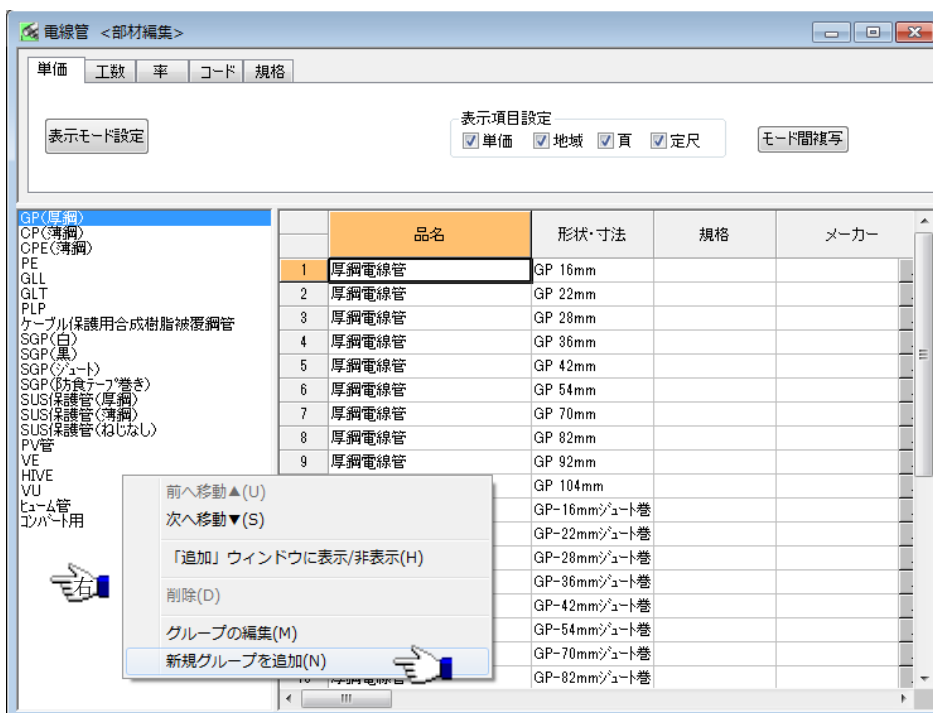 電線管 <部材編集>
単価 工数 率 コード 規格
表示モード設定
表示項目設定
単価 地域 頁 定尺
モード間複写
GP(厚鋼)
CP(薄鋼)
CPE(薄鋼)
PE
GLL
GLT
PLP
ケーブル保護用合成樹脂被覆鋼管
SGP(白)
SGP(黒)
SGP(ジュート)
SGP(防食テープ巻き)
SUS保護管(厚鋼)
SUS保護管(薄鋼)
SUS保護管(ねじなし)
PV管
VE
HIVE
VU
ヒューム管
コンバート用
品名 形状・寸法 規格 メーカー
1 厚鋼電線管 GP 16mm
2 厚鋼電線管 GP 22mm
3 厚鋼電線管 GP 28mm
4 厚鋼電線管 GP 36mm
5 厚鋼電線管 GP 42mm
6 厚鋼電線管 GP 54mm
7 厚鋼電線管 GP 70mm
8 厚鋼電線管 GP 82mm
9 厚鋼電線管 GP 92mm
GP 104mm
GP-16mmジュート巻
GP-22mmジュート巻
GP-28mmジュート巻
GP-36mmジュート巻
GP-42mmジュート巻
GP-54mmジュート巻
GP-70mmジュート巻
GP-82mmジュート巻
前へ移動▲(U)
次へ移動▼(S)
「追加」ウィンドウに表示/非表示(H)
削除(D)
グループの編集(M)
新規グループを追加(N)
右